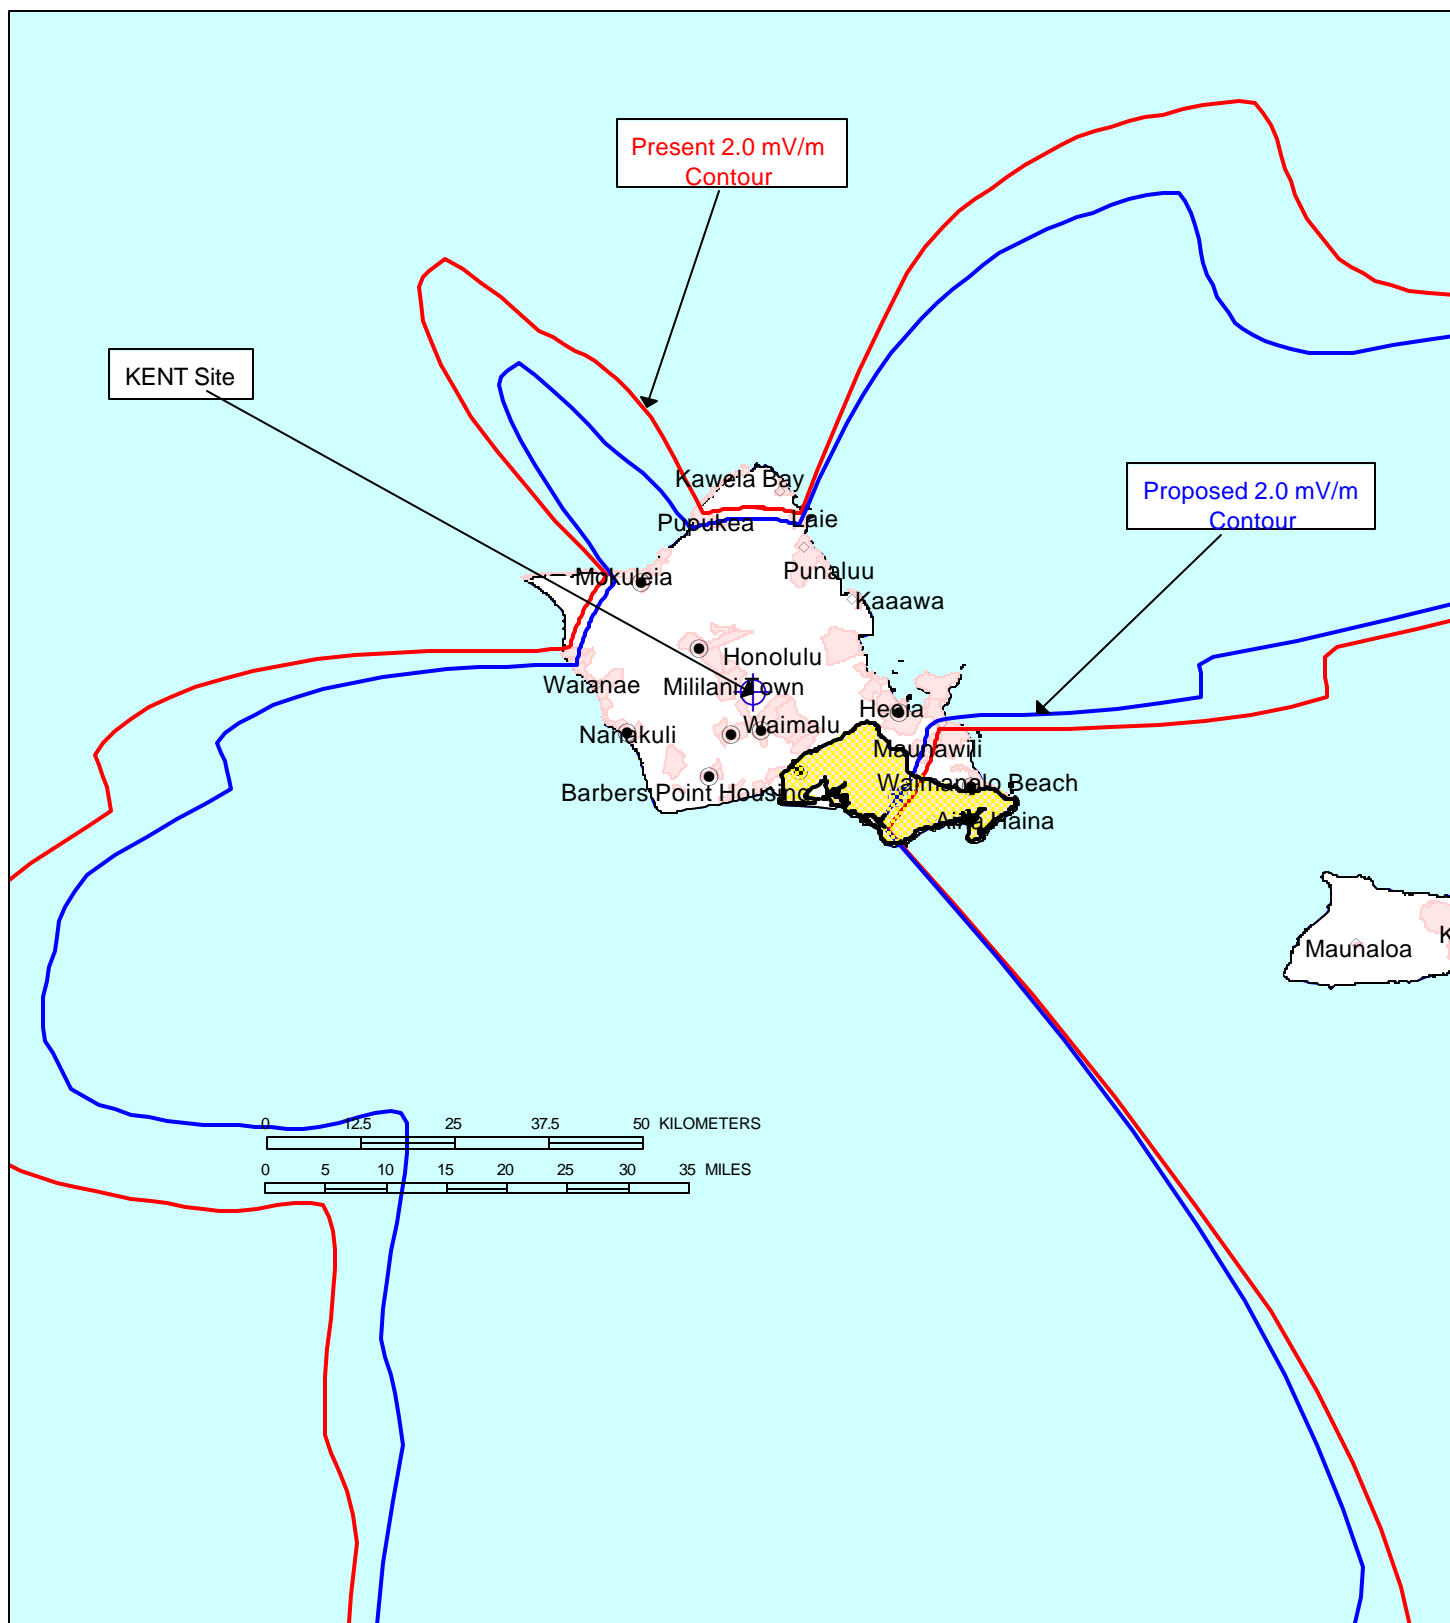 Present 2.0 mV/m
Contour
KENT Site
Kawela Bay
Proposed 2.0 mV/m
Contour
Pupukea
Laie
Mokuleia
Punaluu
Kaaawa
Honolulu
Waianae
Mililani Town
Heeia
Nanakuli
Waimalu
Maunawili
Waimanalo Beach
Barbers Point Housing
Aina Haina
Maunaloa
K
0 12.5 25 37.5 50 KILOMETERS
0 5 10 15 20 25 30 35 MILES